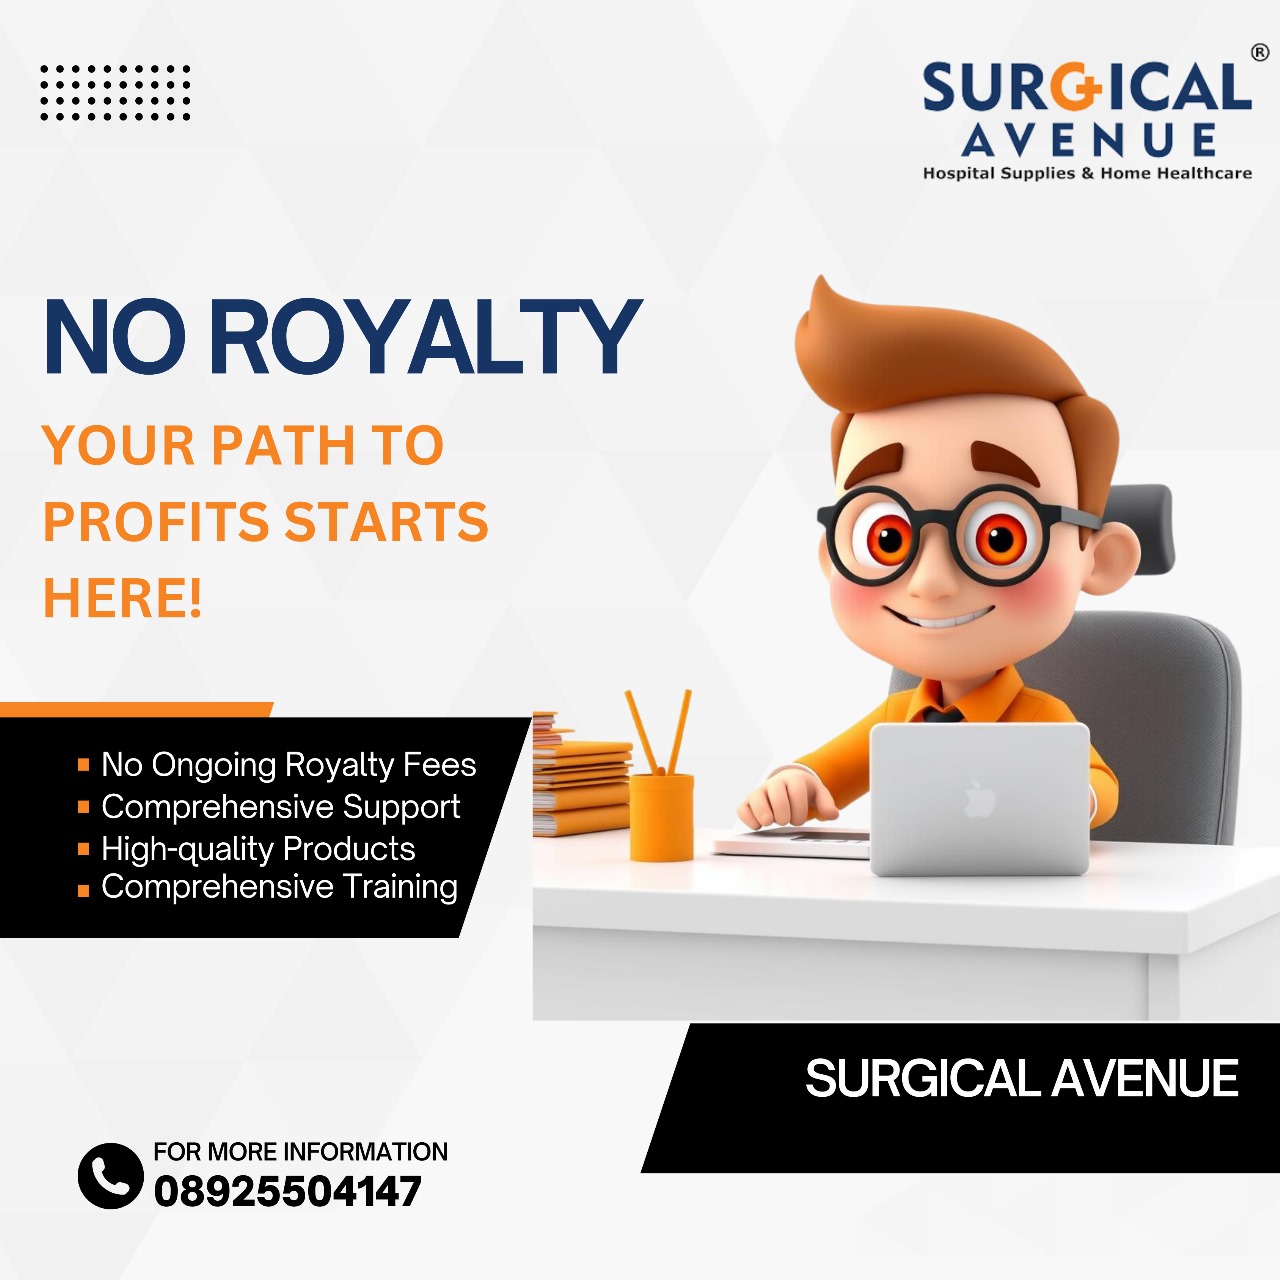 SURGICAL®
AVENUE
Hospital Supplies & Home Healthcare
NO ROYALTY
YOUR PATH TO
PROFITS STARTS
HERE!
No Ongoing Royalty Fees
Comprehensive Support
High-quality Products
Comprehensive Training
SURGICAL AVENUE
FOR MORE INFORMATION
08925504147